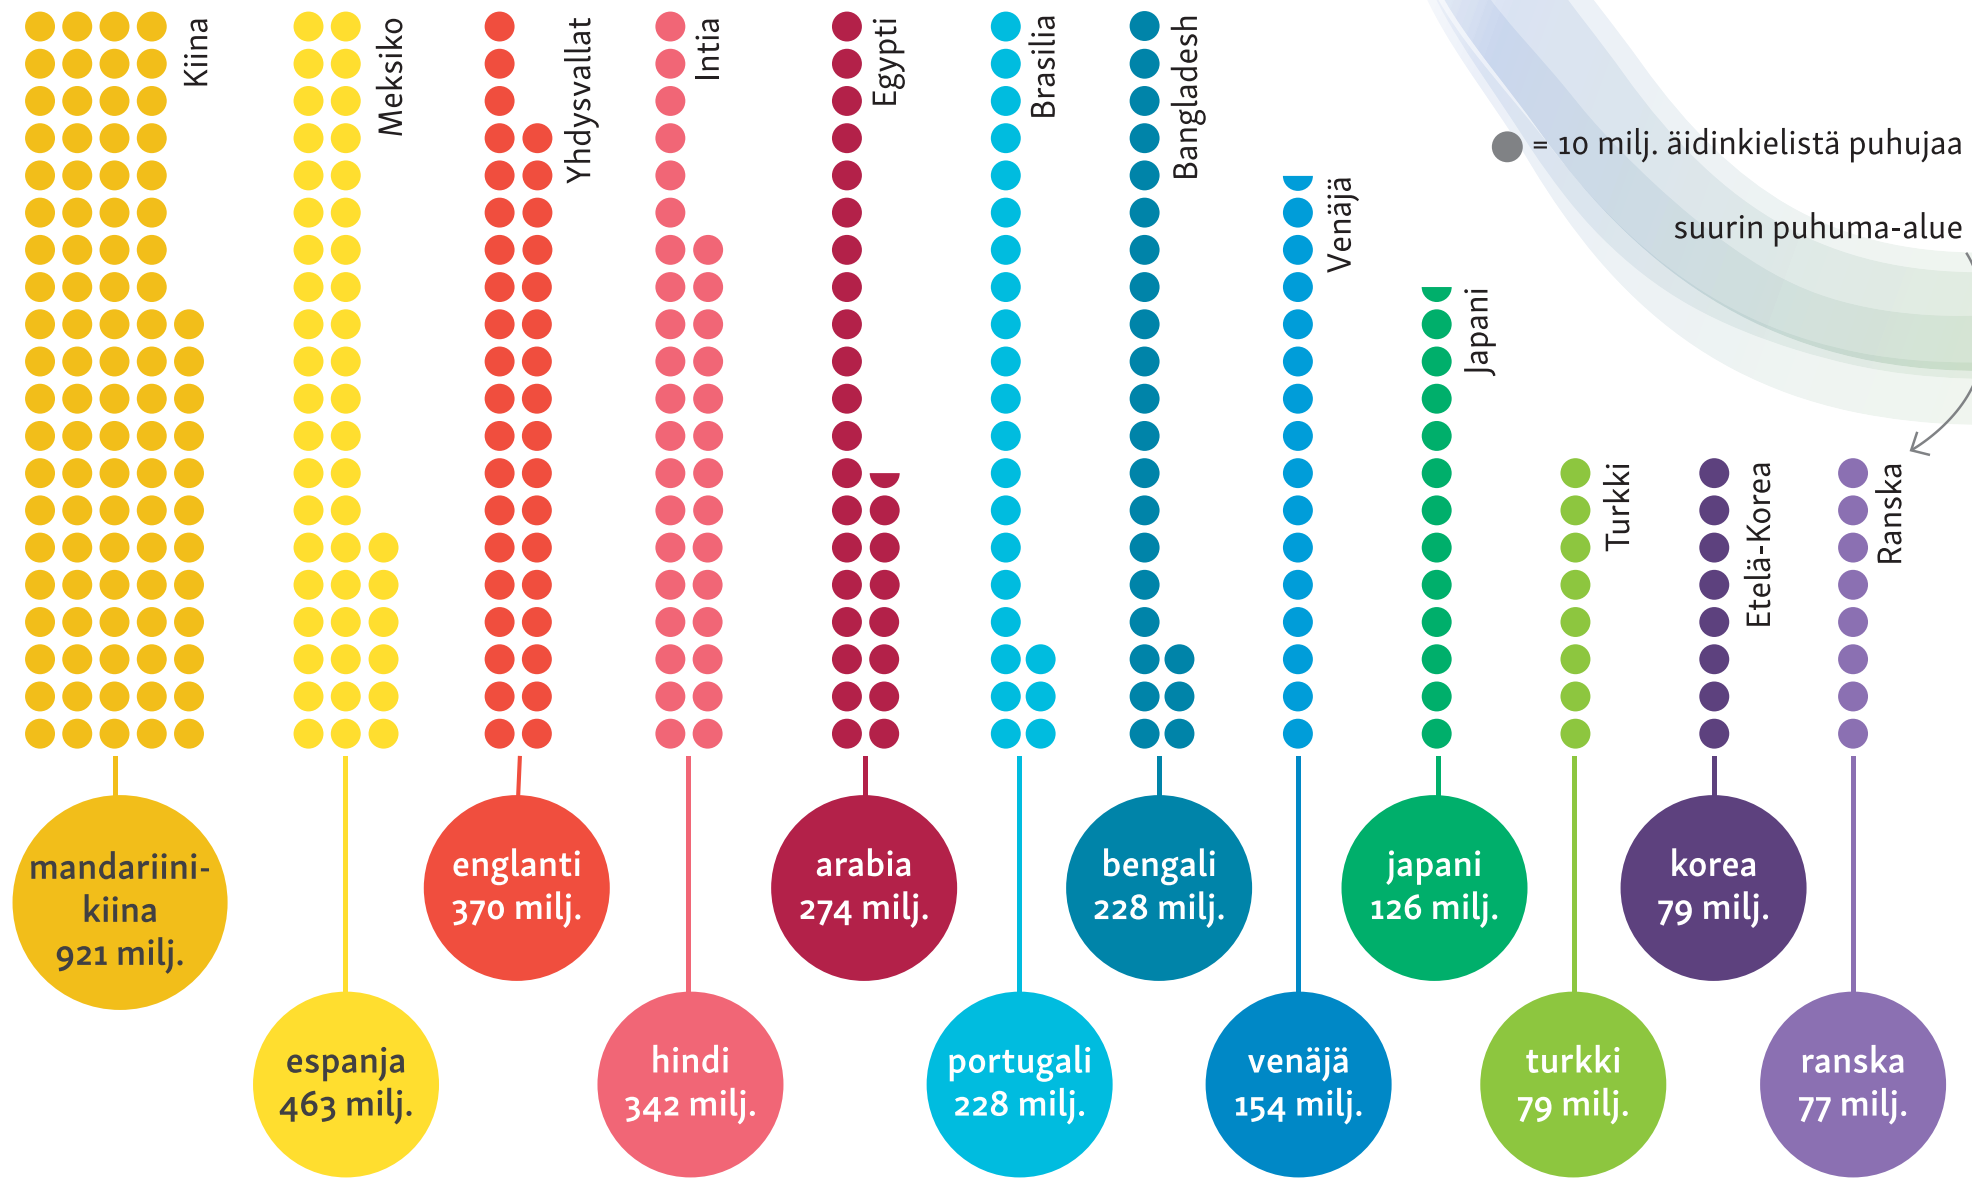 Kiina
Meksiko
Yhdysvallat
Intia
Egypti
Brasilia
Bangladesh
Venäjä
Japani
Turkki
Etelä-Korea
Ranska
= 10 milj. äidinkielistä puhujaa
suurin puhuma-alue
mandariini-
kiina
921 milj.
espanja
463 milj.
englanti
370 milj.
hindi
342 milj.
arabia
274 milj.
portugali
228 milj.
bengali
228 milj.
venäjä
154 milj.
japani
126 milj.
turkki
79 milj.
korea
79 milj.
ranska
77 milj.